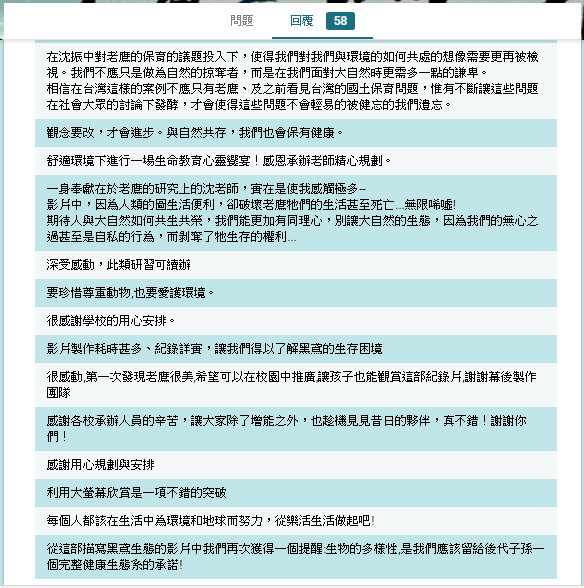 問題
回覆 58
在沈振中對老鷹的保育的議題投入下，使得我們對我們與環境的如何共處的想像需要更再被檢
視。我們不應只是做為自然的掠奪者，而是在我們面對大自然時更需多一點的謙卑。
相信在台灣這樣的案例不應只有老鷹、及之前看見台灣的國土保育問題，惟有不斷讓這些問題
在社會大眾的討論下發酵，才會使得這些問題不會輕易的被健忘的我們遺忘。
觀念要改，才會進步。與自然共存，我們也會保有健康。
舒適環境下進行一場生命教育心靈饗宴！感恩承辦老師精心規劃。
一身奉獻在於老鷹的研究上的沈老師，實在是使我感觸極多--
影片中，因為人類的圖生活便利，卻破壞老鷹牠們的生活甚至死亡...無限唏噓!
期待人與大自然如何共生共榮，我們能更加有同理心，別讓大自然的生態，因為我們的無心之
過甚至是自私的行為，而剝奪了牠生存的權利...
深受感動，此類研習可讀辦
要珍惜尊重動物,也要愛護環境。
很感謝學校的用心安排。
影片製作耗時甚多、紀錄詳實，讓我們得以了解黑鳶的生存困境
很感動,第一次發現老鷹很美,希望可以在校園中推廣,讓孩子也能觀賞這部紀錄片,謝謝幕後製作
團隊
感謝各校承辦人員的辛苦，讓大家除了增能之外，也趁機見見昔日的夥伴，真不錯！謝謝你
們！
感謝用心規劃與安排
利用大螢幕欣賞是一項不錯的突破
每個人都該在生活中為環境和地球而努力，從樂活生活做起吧!
從這部描寫黑鳶生態的影片中我們再次獲得一個提醒:生物的多樣性,是我們應該留給後代子孫一
個完整健康生態系的承諾!